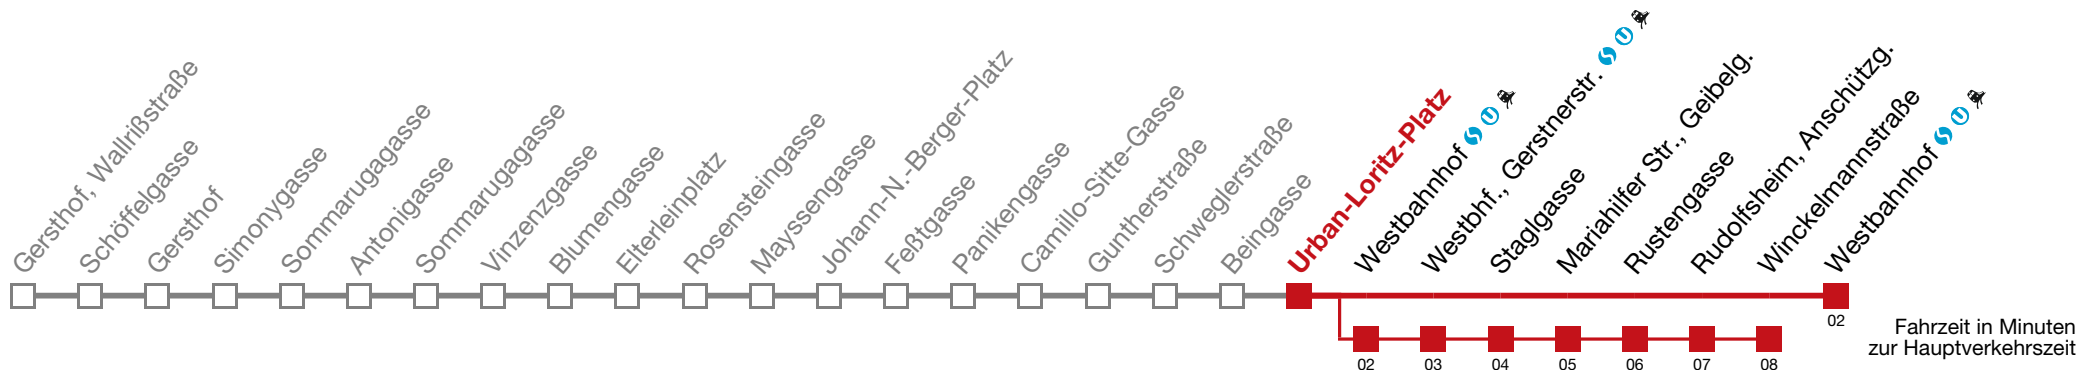 Gersthof, Wallrißstraße
Schöffelgasse
Gersthof
Simonygasse
Sommarugagasse
Antonigasse
Sommarugagasse
Vinzenzgasse
Blumengasse
Elterleinplatz
Rosensteingasse
Mayssengasse
Johann-N.-Berger-Platz
Feßtgasse
Panikengasse
Camillo-Sitte-Gasse
Guntherstraße
Schweglerstraße
Beingasse
Urban-Loritz-Platz
Westbahnhof S U
Westbhf., Gerstnerstr. S U
Staglgasse
Mariahilfer Str., Geibelg.
Rustengasse
Rudolfsheim, Anschützg.
Winckelmannstraße
Westbahnhof S U
02
02 03 04 05 06 07 08
Fahrzeit in Minuten
zur Hauptverkehrszeit